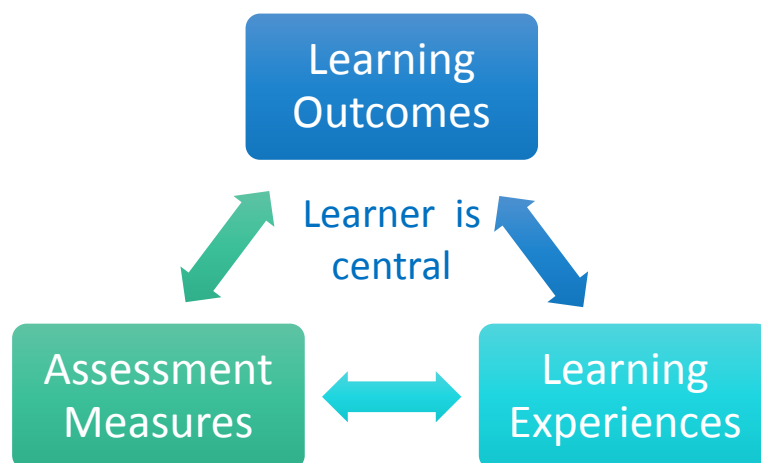 Learning
Outcomes
Learner is
central
Assessment
Measures
Learning
Experiences